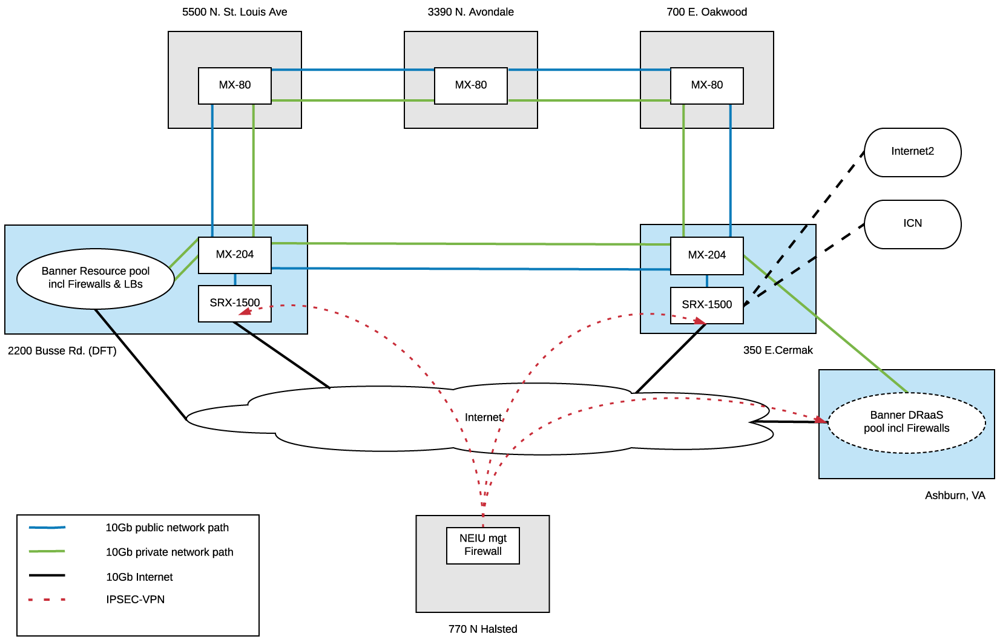 5500 N. St. Louis Ave
3390 N. Avondale
700 E. Oakwood
MX-80
MX-80
MX-80
Internet2
ICN
MX-204
MX-204
Banner Resource pool
incl Firewalls & LBs
SRX-1500
SRX-1500
2200 Busse Rd. (DFT)
350 E.Cermak
Internet
Banner DRaaS
pool incl Firewalls
Ashburn, VA
10Gb public network path
10Gb private network path
10Gb Internet
IPSEC-VPN
NEIU mgt
Firewall
770 N Halsted